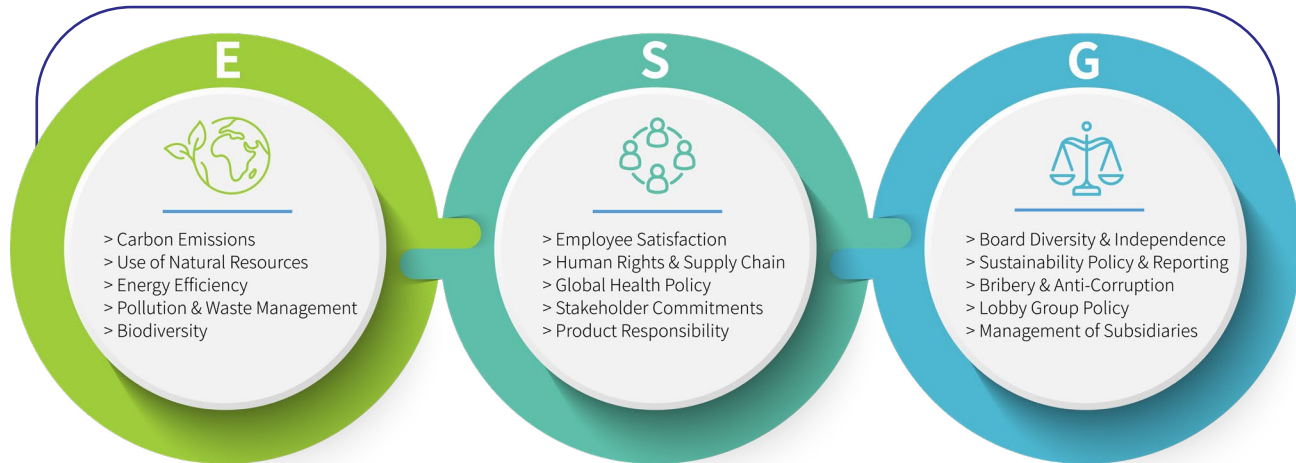 E
> Carbon Emissions
> Use of Natural Resources
> Energy Efficiency
> Pollution & Waste Management
> Biodiversity
S
> Employee Satisfaction
> Human Rights & Supply Chain
> Global Health Policy
> Stakeholder Commitments
> Product Responsibility
G
> Board Diversity & Independence
> Sustainability Policy & Reporting
> Bribery & Anti-Corruption
> Lobby Group Policy
> Management of Subsidiaries